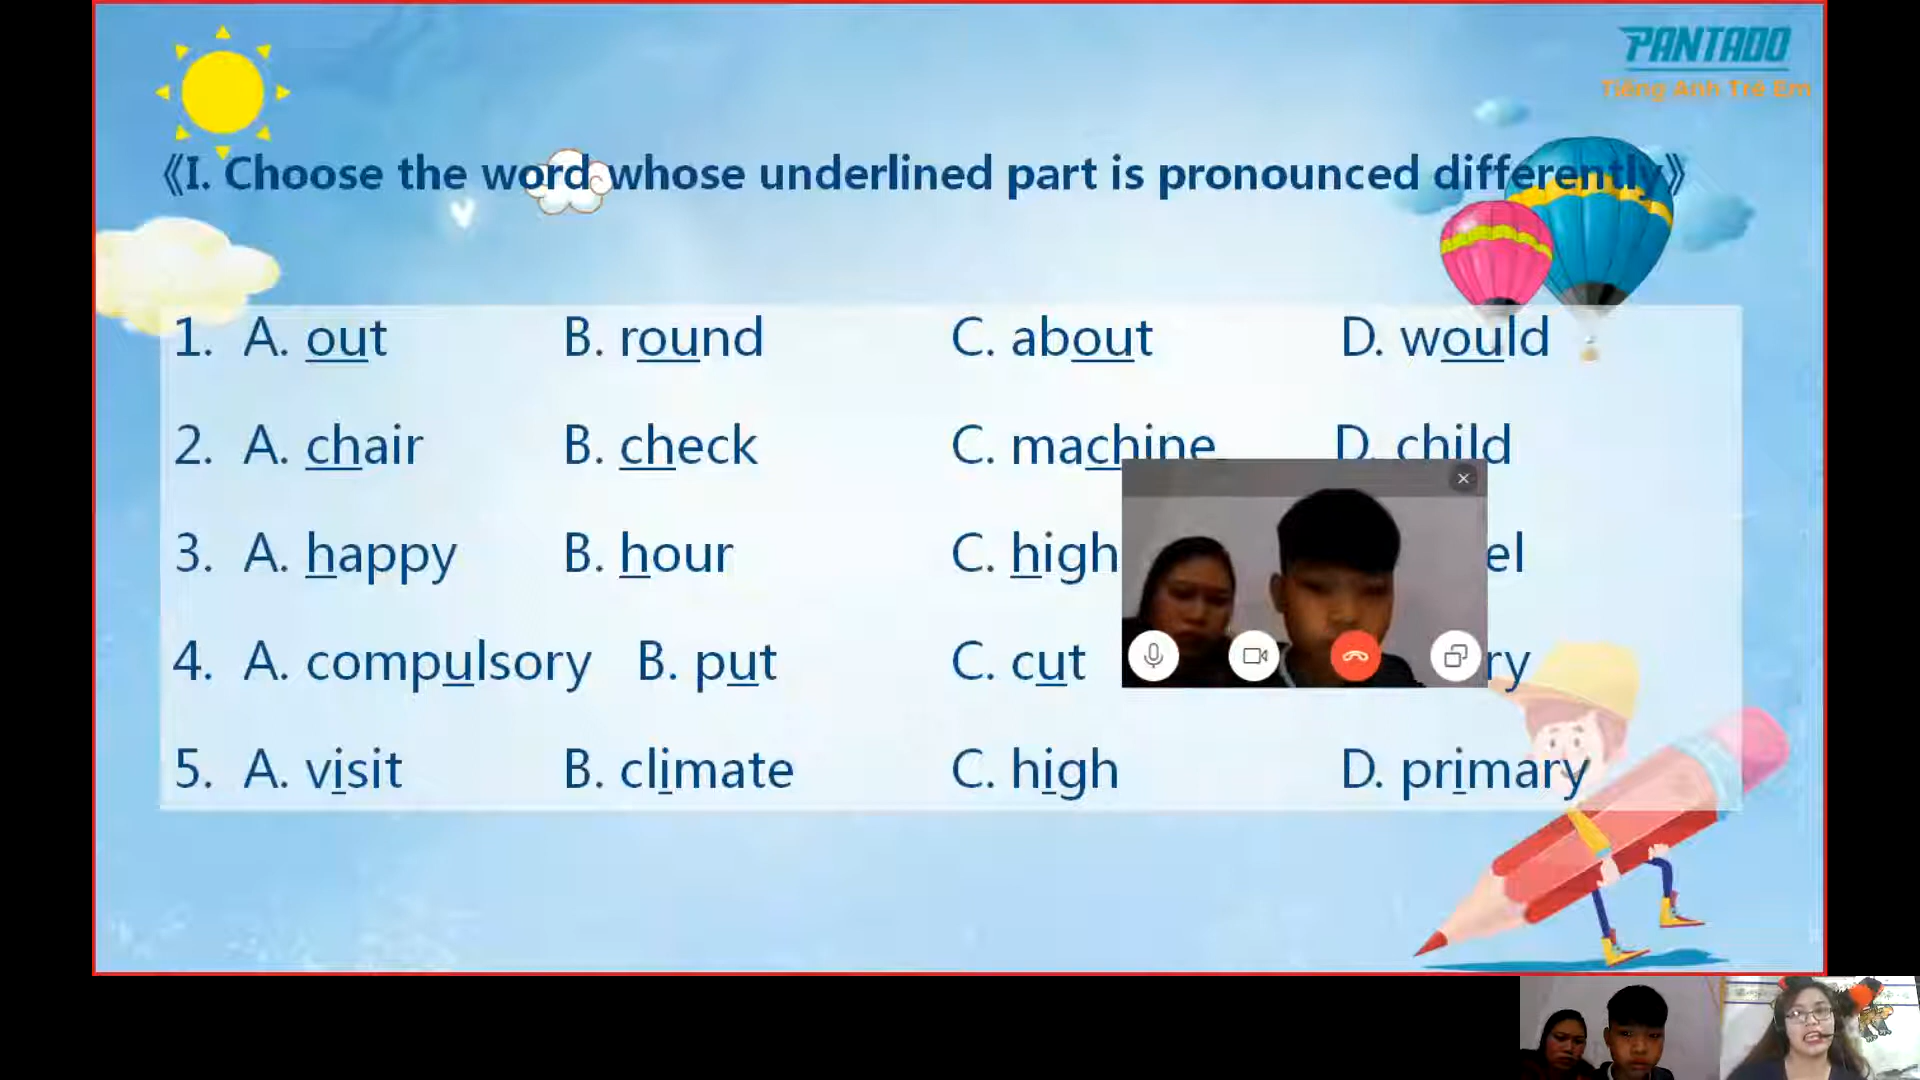 PANTADO
Tiếng Anh Trẻ Em
《I. Choose the word whose underlined part is pronounced differently》
1. A. out B. round C. about D. would
2. A. chair B. check C. machine D. child
3. A. happy B. hour C. high
4. A. compulsory B. put C. cut
5. A. visit B. climate C. high D. primary